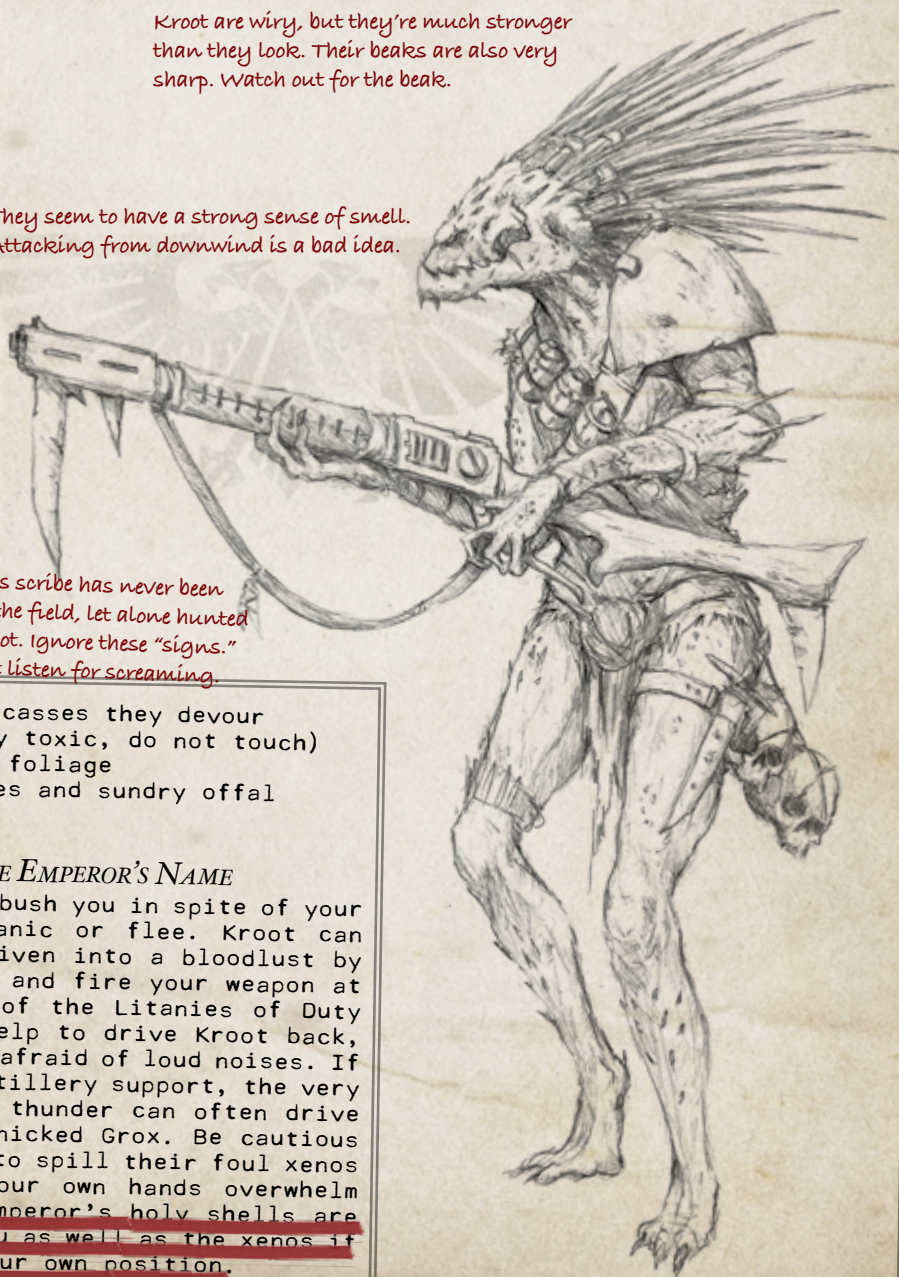 Kroot are wiry, but they're much stronger
than they look. Their beaks are also very
sharp. Watch out for the beak.
They seem to have a strong sense of smell.
Attacking from downwind is a bad idea.
s scribe has never been
the field, let alone hunted
ot. Ignore these "signs."
t listen for screaming.
casses they devour
y toxic, do not touch)
foliage
es and sundry offal
E EMPEROR'S NAME
bush you in spite of your
anic or flee. Kroot can
iven into a bloodlust by
and fire your weapon at
of the Litanies of Duty
elp to drive Kroot back,
afraid of loud noises. If
tillery support, the very
thunder can often drive
nicked Grox. Be cautious
to spill their foul xenos
our own hands overwhelm
mperor's holy shells are
u as well as the xenos if
ur own position.